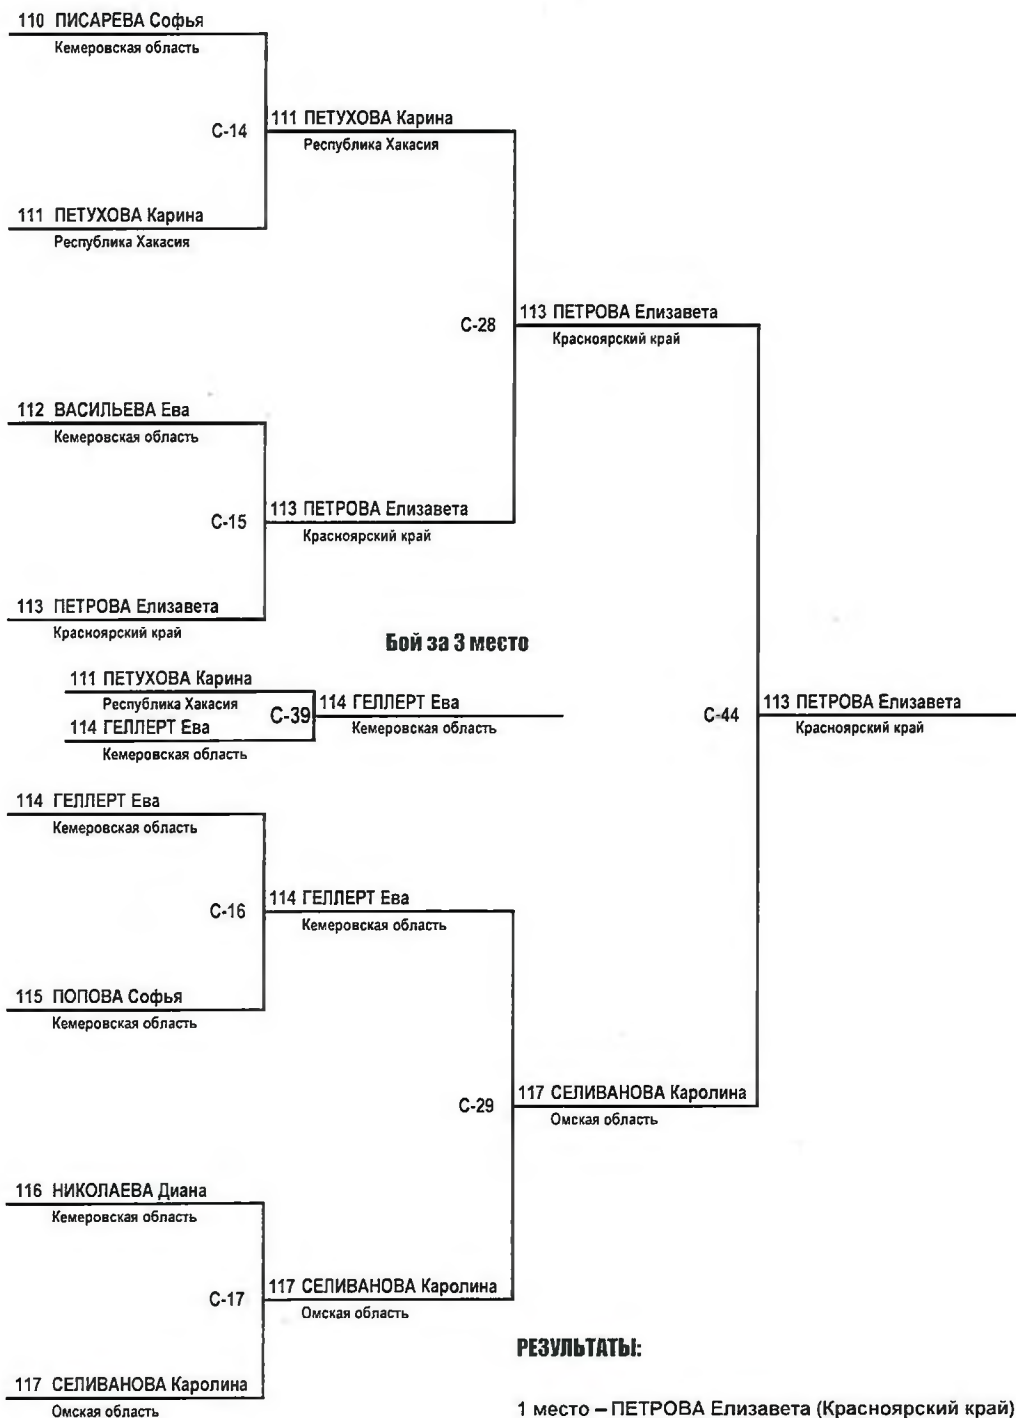 110 ПИСАРЕВА Софья
Кемеровская область
С-14
111 ПЕТУХОВА Карина
Республика Хакасия
111 ПЕТУХОВА Карина
Республика Хакасия
С-28
113 ПЕТРОВА Елизавета
Красноярский край
112 ВАСИЛЬЕВА Ева
Кемеровская область
С-15
113 ПЕТРОВА Елизавета
Красноярский край
113 ПЕТРОВА Елизавета
Красноярский край
Бой за 3 место
111 ПЕТУХОВА Карина
Республика Хакасия
С-39
114 ГЕЛЛЕРТ Ева
Кемеровская область
114 ГЕЛЛЕРТ Ева
Кемеровская область
С-44
113 ПЕТРОВА Елизавета
Красноярский край
114 ГЕЛЛЕРТ Ева
Кемеровская область
С-16
114 ГЕЛЛЕРТ Ева
Кемеровская область
115 ПОПОВА Софья
Кемеровская область
С-29
117 СЕЛИВАНОВА Каролина
Омская область
116 НИКОЛАЕВА Диана
Кемеровская область
С-17
117 СЕЛИВАНОВА Каролина
Омская область
117 СЕЛИВАНОВА Каролина
Омская область
РЕЗУЛЬТАТЫ:
1 место – ПЕТРОВА Елизавета (Красноярский край)